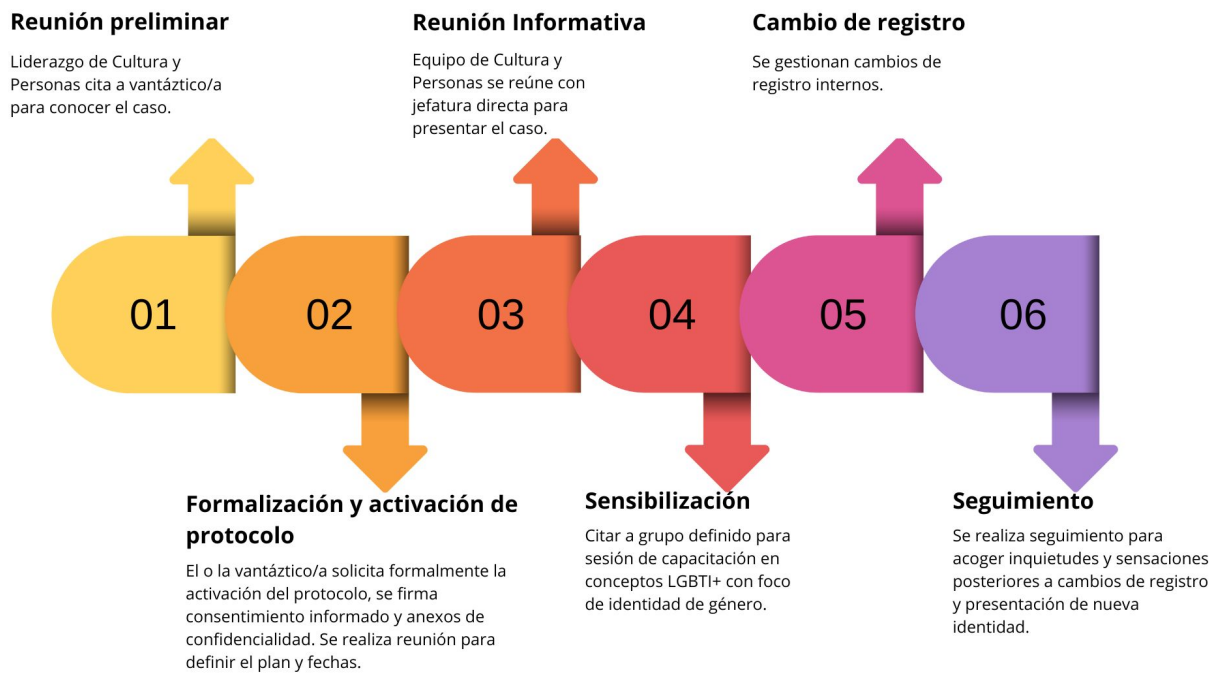 Reunión preliminar
Liderazgo de Cultura y
Personas cita a vantáztico/a
para conocer el caso.
Reunión Informativa
Equipo de Cultura y
Personas se reúne con
jefatura directa para
presentar el caso.
Cambio de registro
Se gestionan cambios de
registro internos.
01
02
03
04
05
06
Formalización y activación de
protocolo
El o la vantáztico/a solicita formalmente la
activación del protocolo, se firma
consentimiento informado y anexos de
confidencialidad. Se realiza reunión para
definir el plan y fechas.
Sensibilización
Citar a grupo definido para
sesión de capacitación en
conceptos LGBTI+ con foco
de identidad de género.
Seguimiento
Se realiza seguimiento para
acoger inquietudes y sensaciones
posteriores a cambios de registro
y presentación de nueva
identidad.